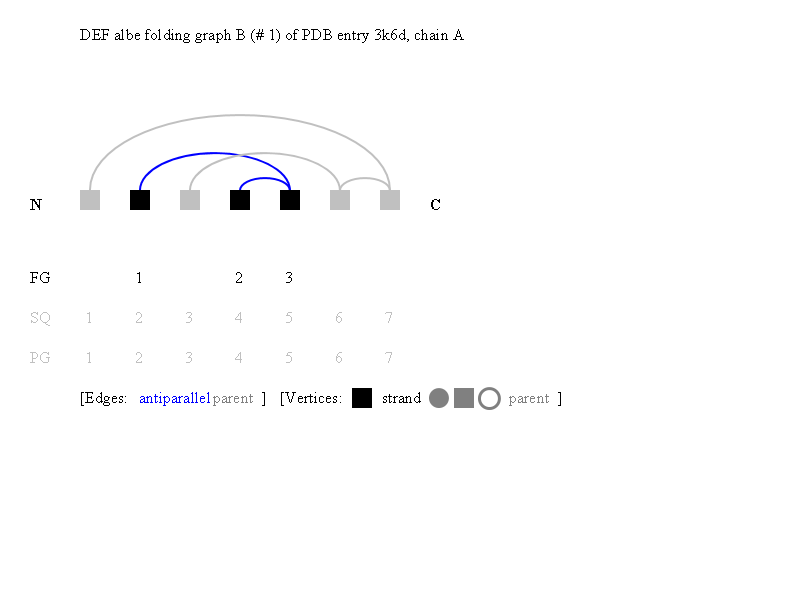 DEF albe folding graph B (# 1) of PDB entry 3k6d, chain A
N C
FG 1 2 3
SQ 1 2 3 4 5 6 7
PG 1 2 3 4 5 6 7
[Edges: antiparallel parent ] [Vertices: strand parent ]